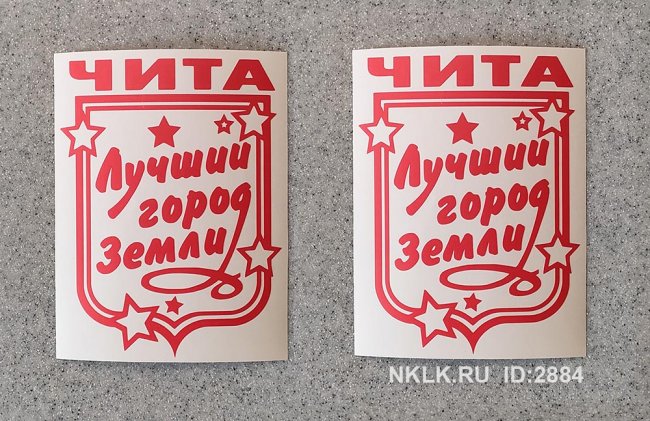 ЧИТА
Лучший
город
Земли
ЧИТА
Лучший
город
Земли
NKLK.RU ID:2884